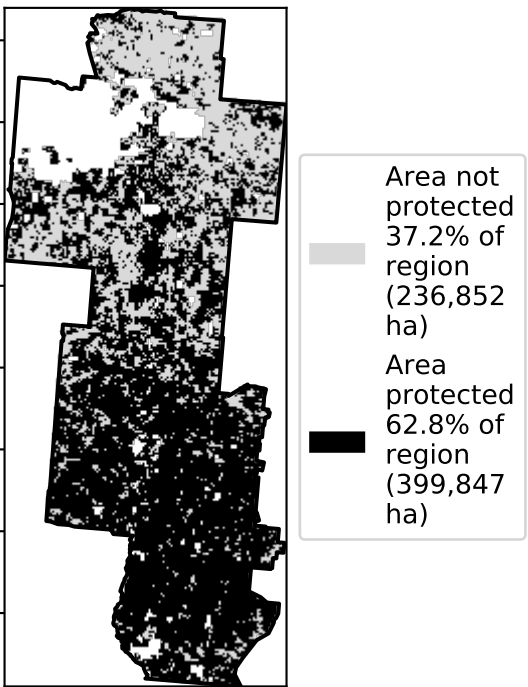 Area not
protected
37.2% of
region
(236,852
ha)
Area
protected
62.8% of
region
(399,847
ha)